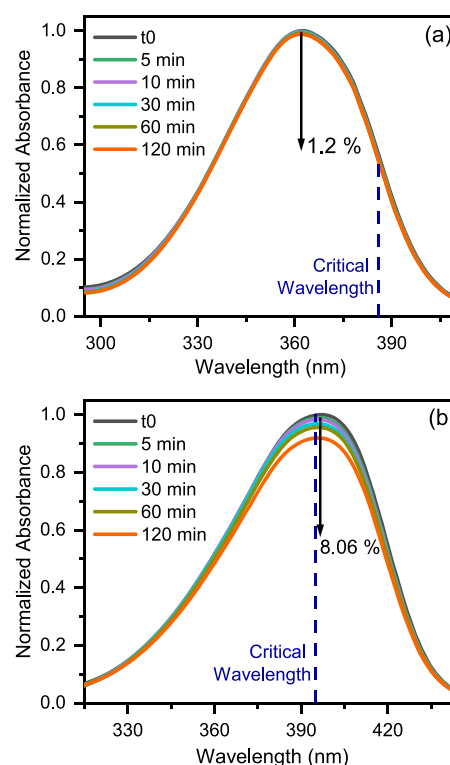 (a)
1.0
0.8
0.6
0.4
0.2
0.0
Normalized Absorbance
t0
5 min
10 min
30 min
60 min
120 min
1.2 %
Critical
Wavelength
300
330
360
390
Wavelength (nm)
(b
1.0
0.8
0.6
0.4
0.2
0.0
Normalized Absorbance
t0
5 min
10 min
30 min
60 min
120 min
8.06 %
Critical
Wavelength
330
360
390
420
Wavelength (nm)